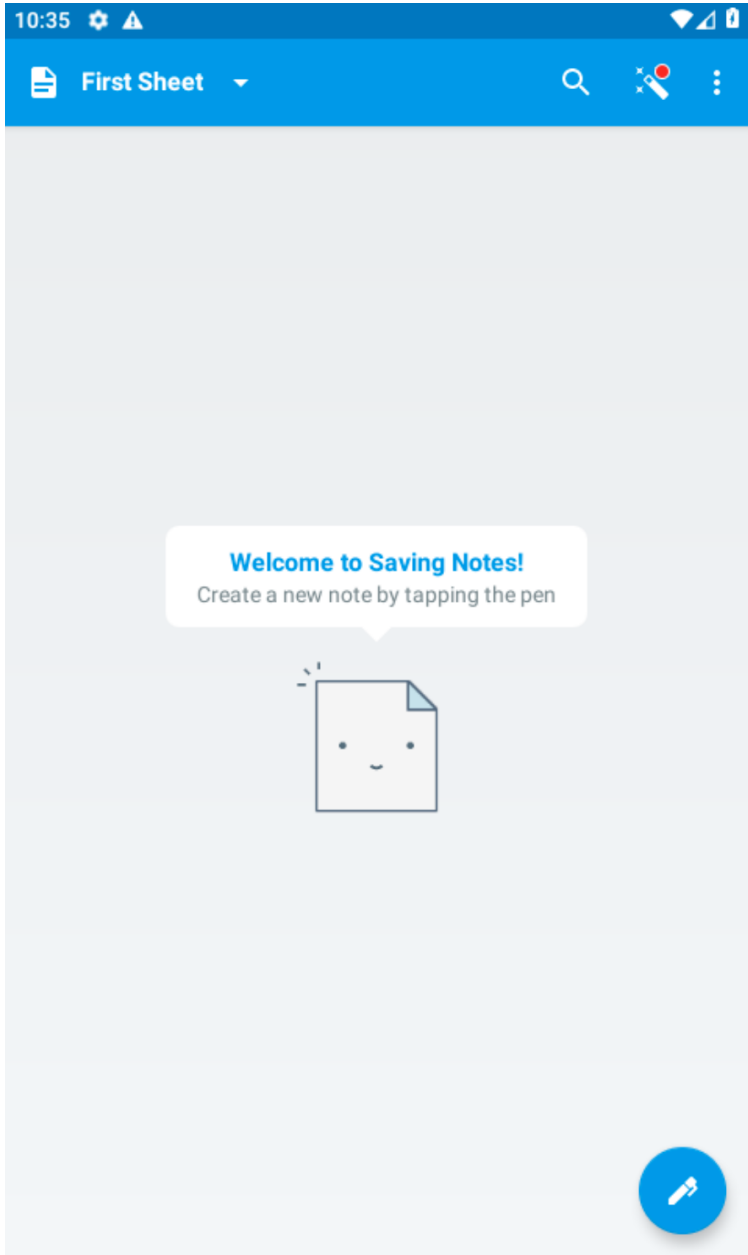 10:35
First Sheet
Welcome to Saving Notes!
Create a new note by tapping the pen